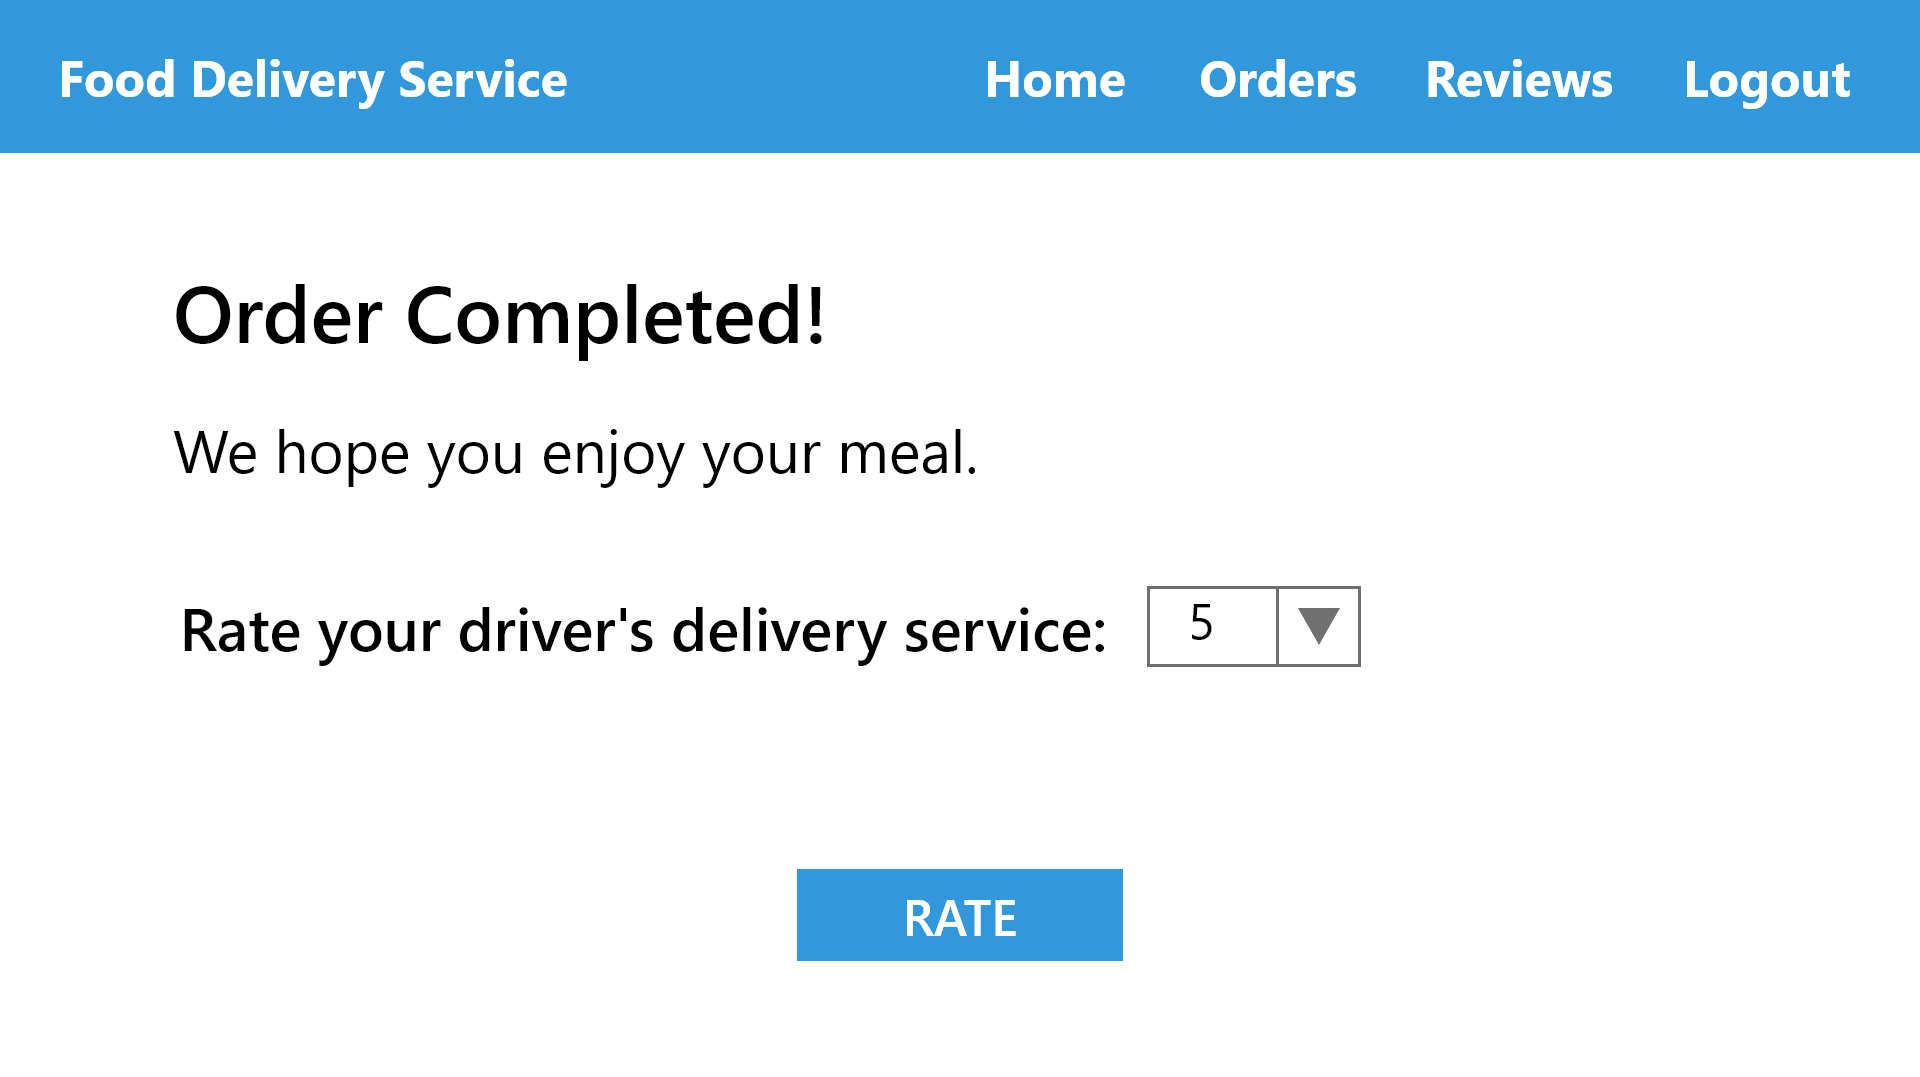 Food Delivery Service Home Orders Reviews Logout
Order Completed!
We hope you enjoy your meal.
Rate your driver's delivery service: 5
RATE